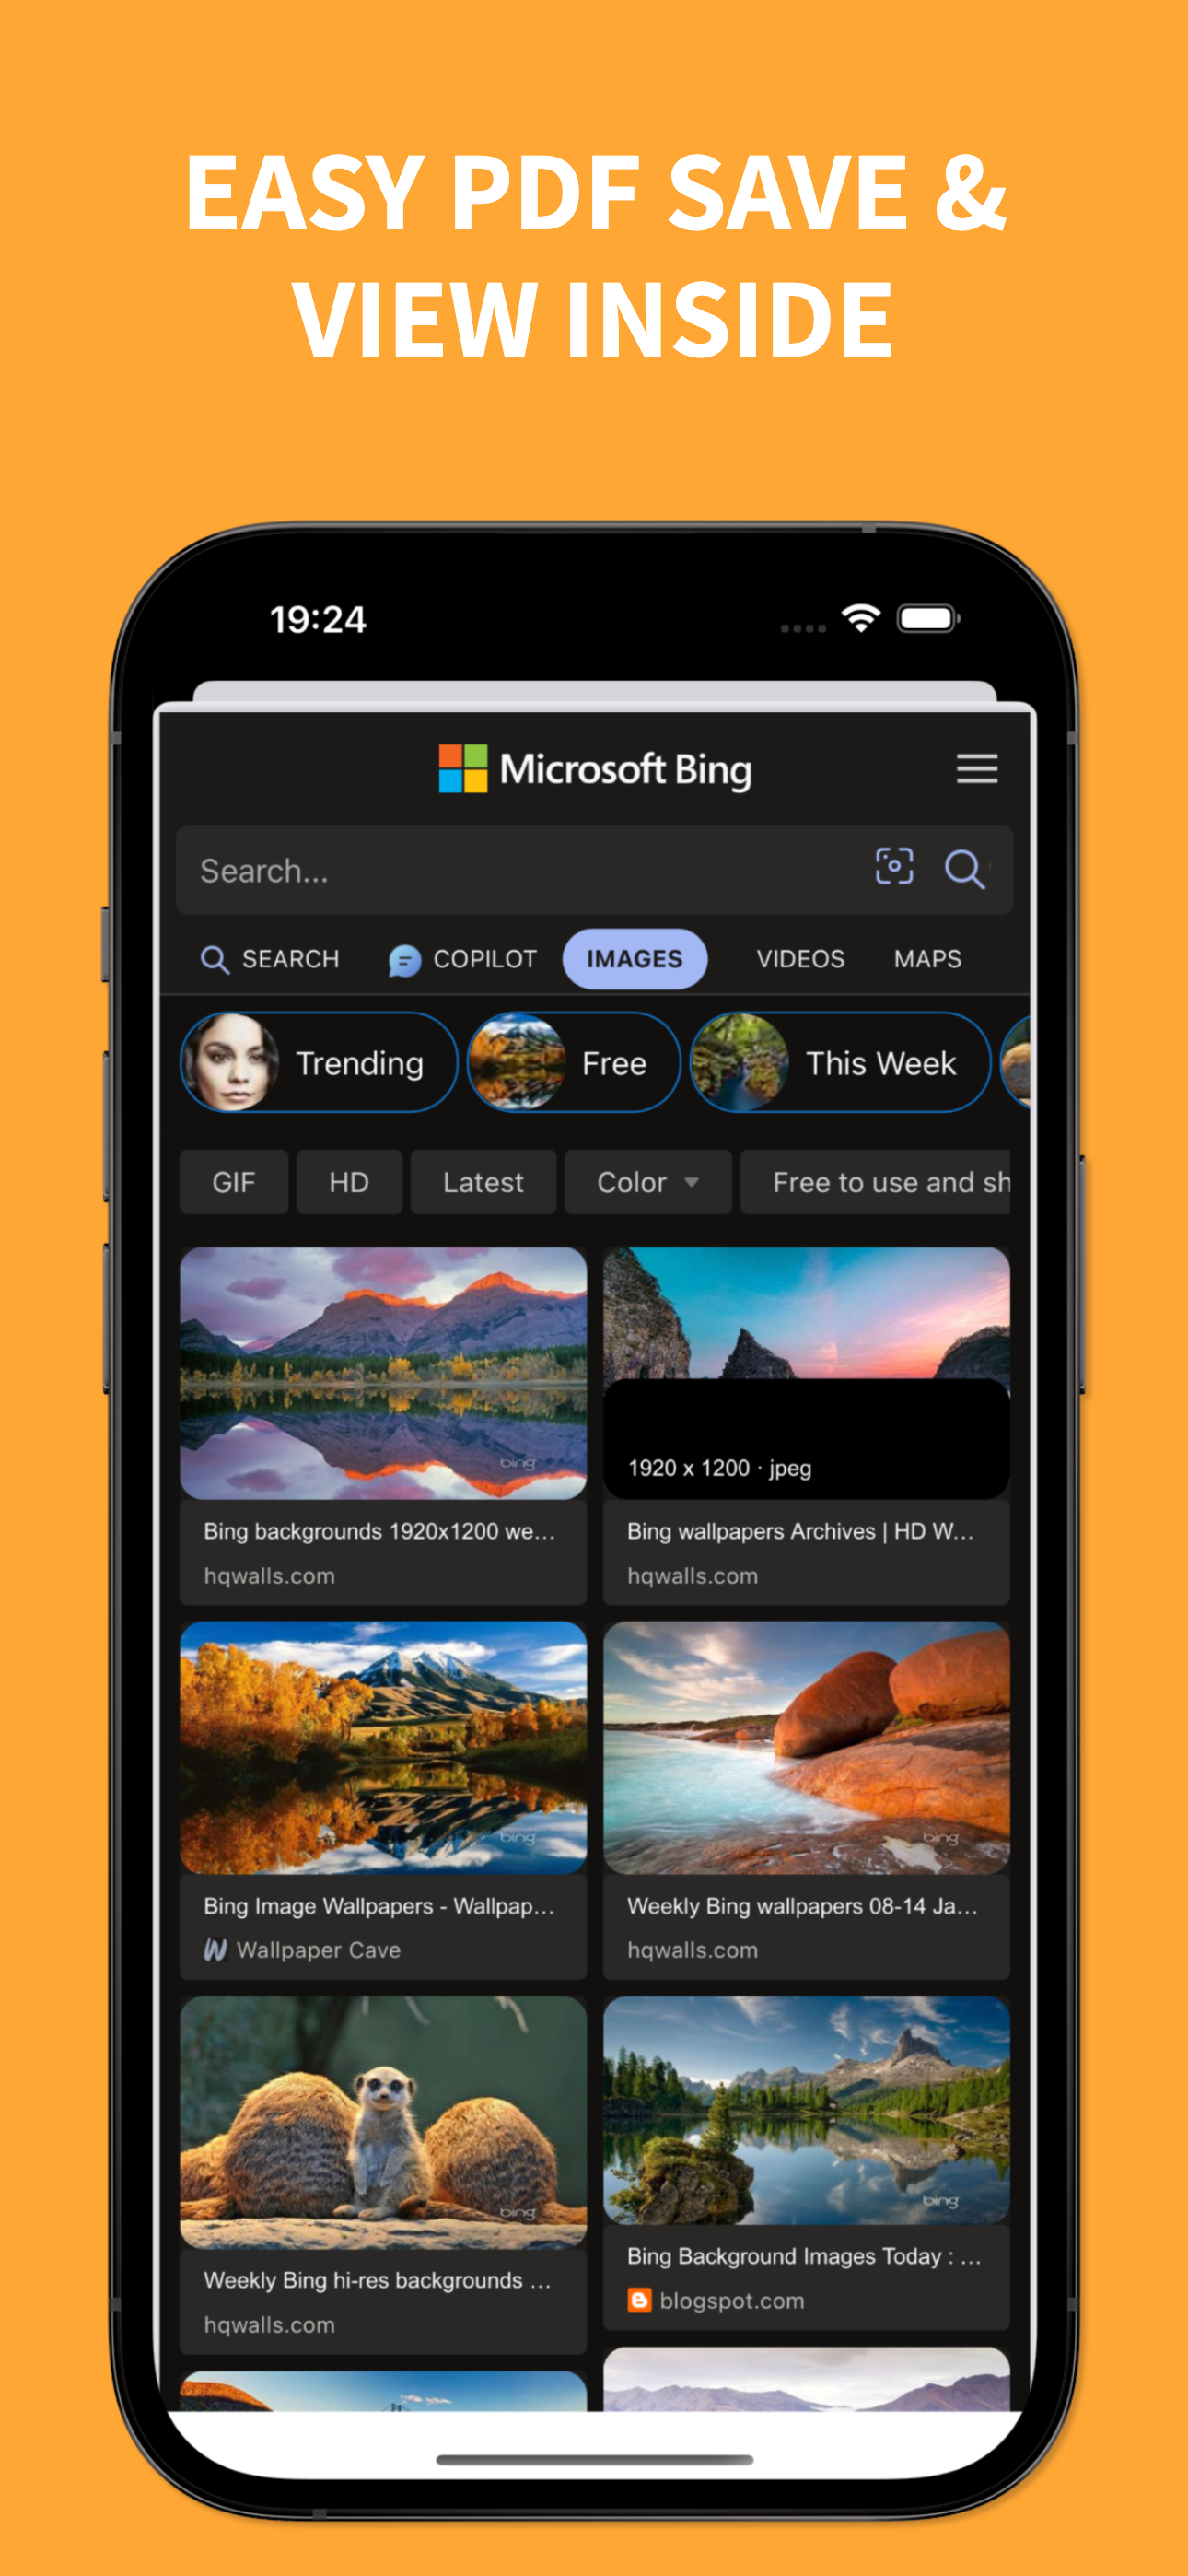 EASY PDF SAVE &
VIEW INSIDE
19:24
Microsoft Bing
Search...
SEARCH COPILOT IMAGES VIDEOS MAPS
Trending Free This Week
GIF HD Latest Color Free to use and sh
bing
1920 x 1200 · jpeg
Bing backgrounds 1920x1200 we...
hqwalls.com
Bing wallpapers Archives | HD W...
hqwalls.com
bing
bing
Bing Image Wallpapers - Wallpap...
W Wallpaper Cave
Weekly Bing wallpapers 08-14 Ja...
hqwalls.com
bing
bing
Weekly Bing hi-res backgrounds ...
hqwalls.com
Bing Background Images Today : ...
blogspot.com